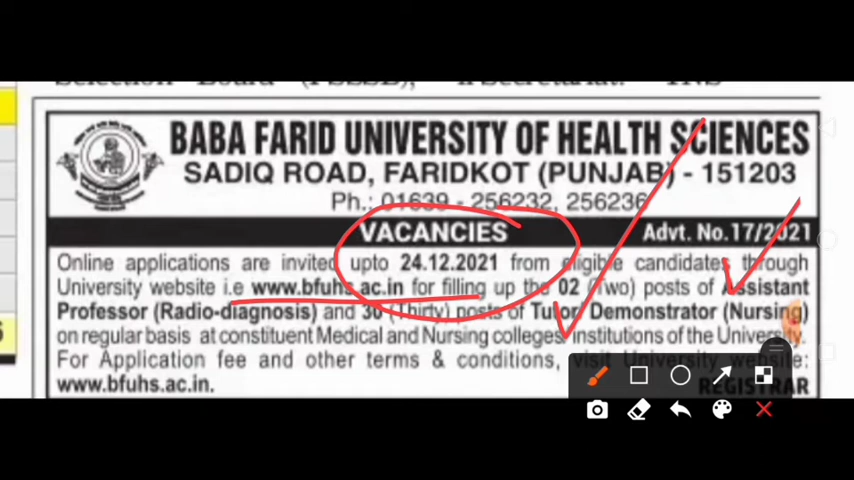 BABA FARID UNIVERSITY OF HEALTH SCIENCES
SADIQ ROAD, FARIDKOT (PUNJAB) - 151203
Ph.: 01639 - 256232, 256236
VACANCIES Advt. No.17/2021
Online applications are invited upto 24.12.2021 from eligible candidates through
University website i.e www.bfuhs.ac.in for filling up the 02 (Two) posts of Assistant
Professor (Radio-diagnosis) and 30 (Thirty) posts of Tutor/Demonstrator (Nursing)
on regular basis at constituent Medical and Nursing colleges/institutions of the University.
For Application fee and other terms & conditions, visit University website:
www.bfuhs.ac.in. REGISTRAR